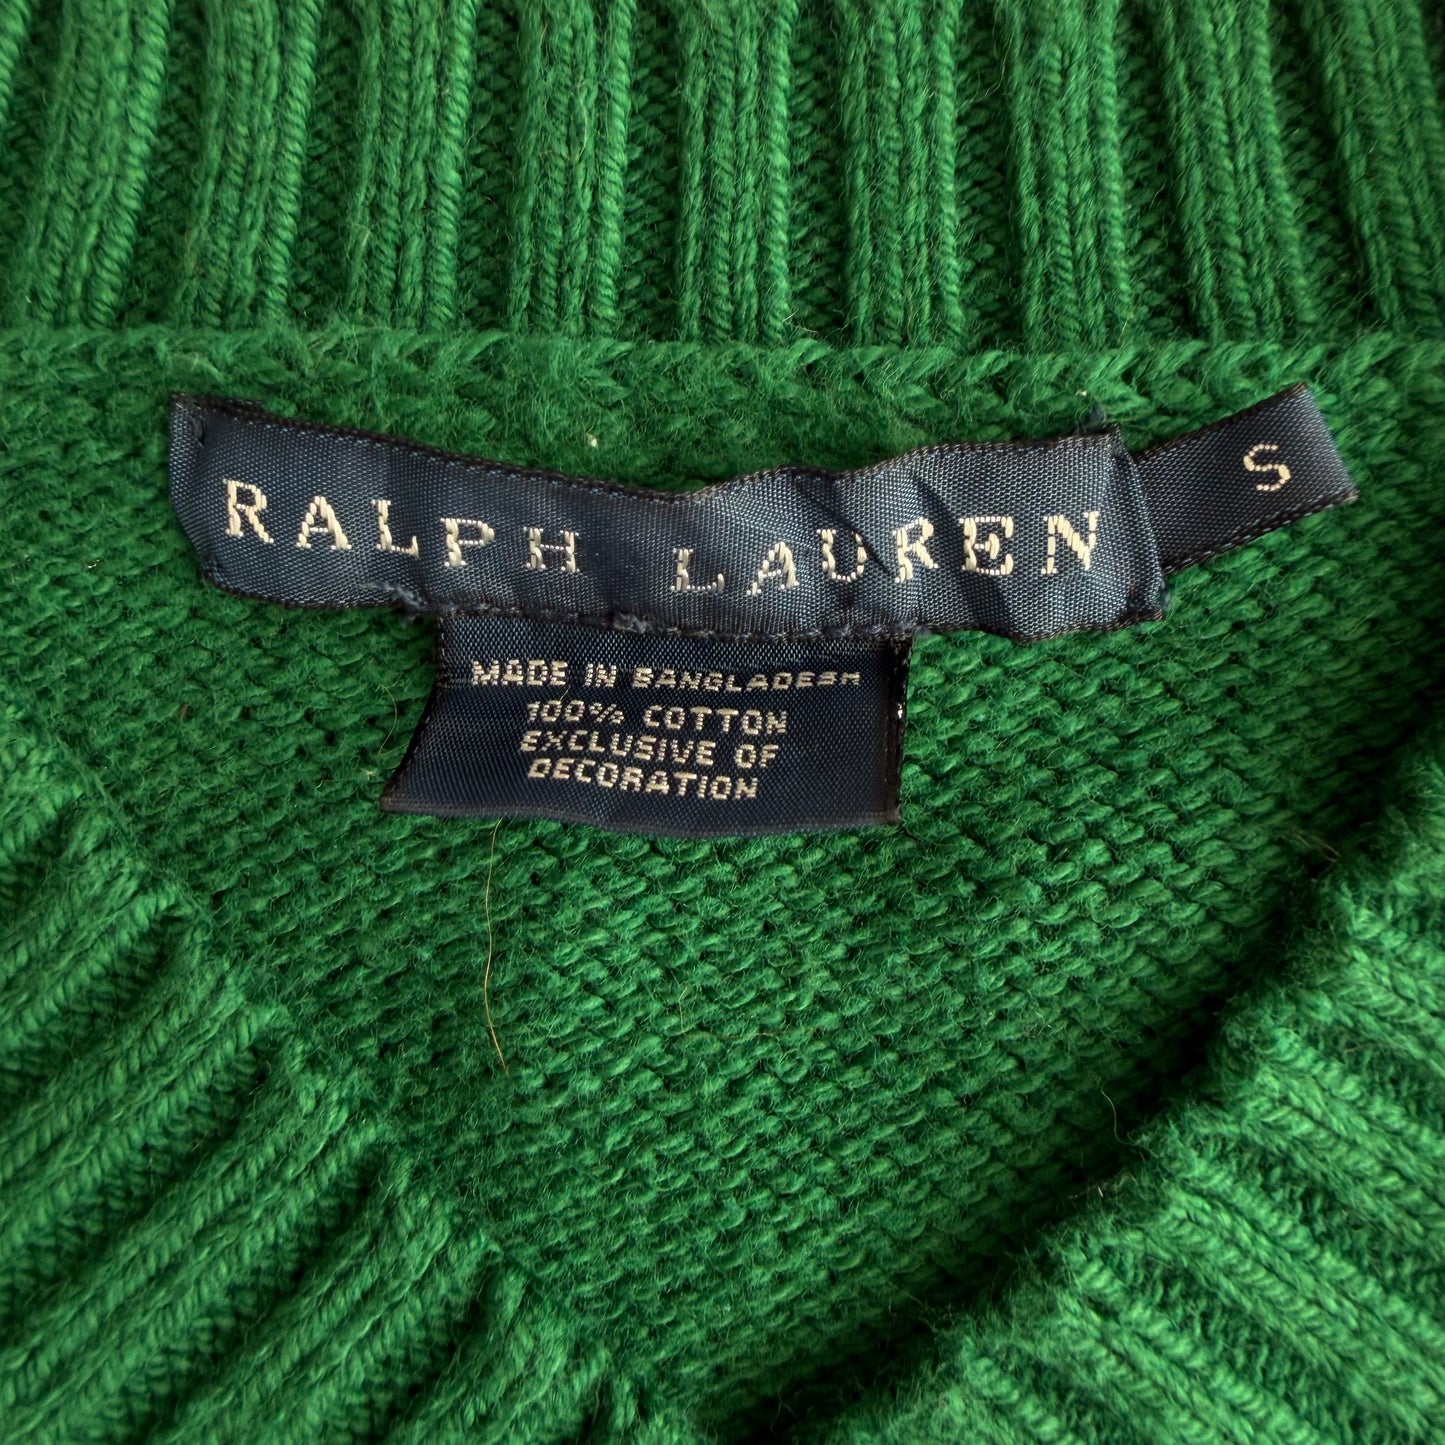 RALPH LAUREN
S
MADE IN BANGLADESH
100% COTTON
EXCLUSIVE OF
DECORATION